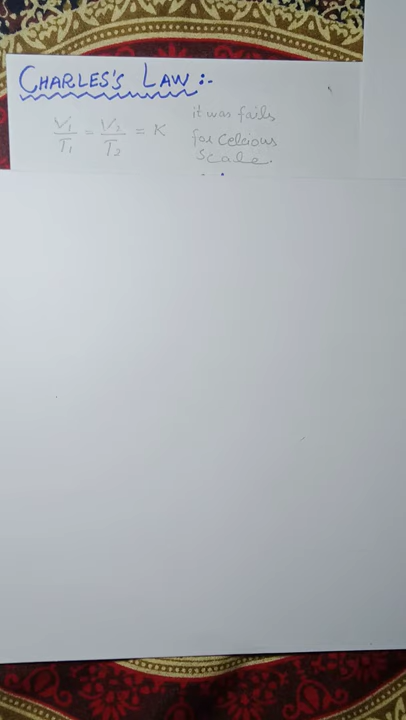 CHARLES'S LAW :-
V₁/T₁ = V₂/T₂ = K
it was fails
for Celcious
Scale.